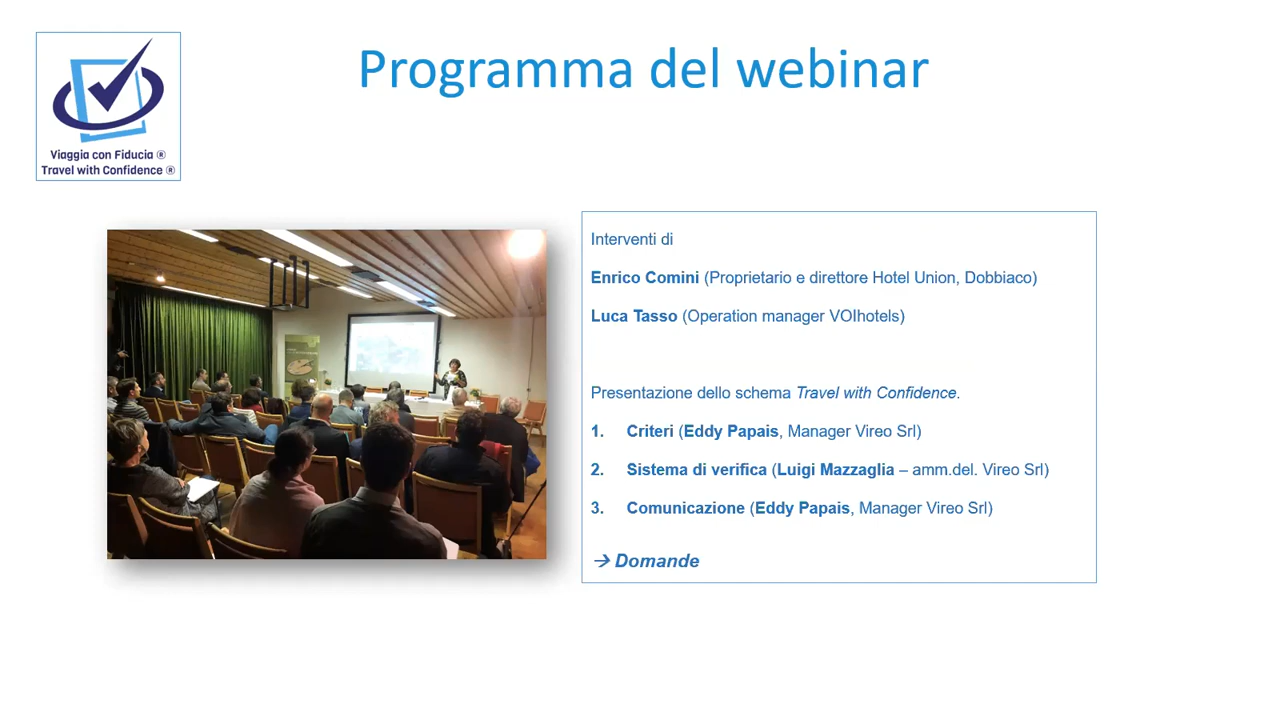 Programma del webinar
Viaggia con Fiducia ®
Travel with Confidence ®
Interventi di
Enrico Comini (Proprietario e direttore Hotel Union, Dobbiaco)
Luca Tasso (Operation manager VOIhotels)
Presentazione dello schema Travel with Confidence.
1. Criteri (Eddy Papais, Manager Vireo Srl)
2. Sistema di verifica (Luigi Mazzaglia – amm.del. Vireo Srl)
3. Comunicazione (Eddy Papais, Manager Vireo Srl)
→ Domande